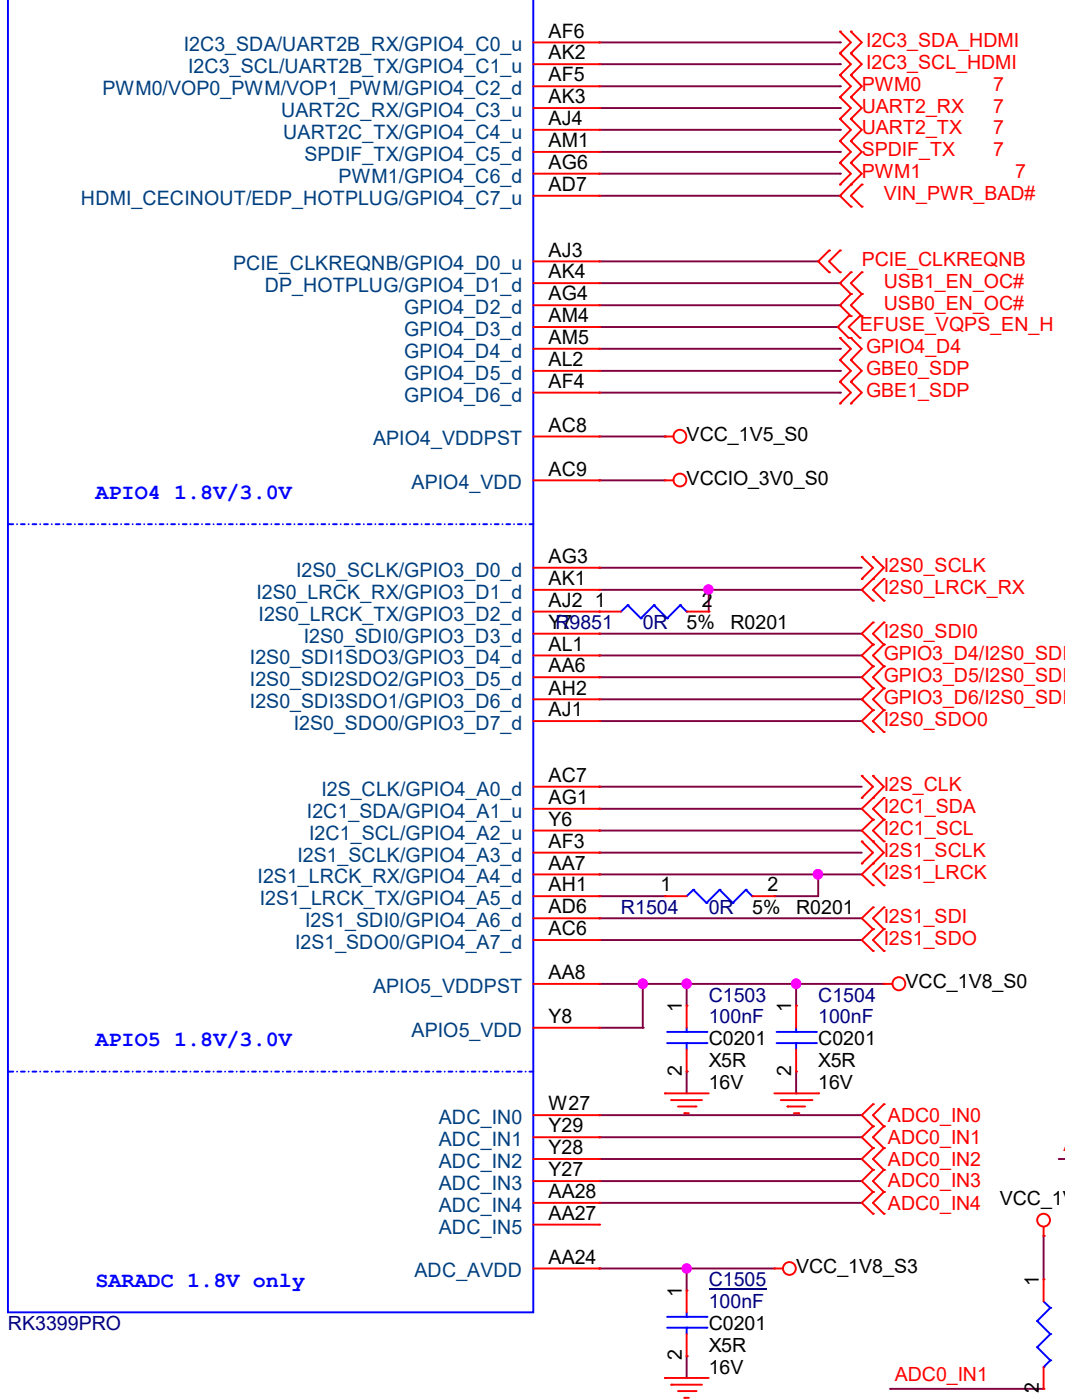 I2C3_SDA/UART2B_RX/GPIO4_C0_u AF6 I2C3_SDA_HDMI
I2C3_SCL/UART2B_TX/GPIO4_C1_u AK2 I2C3_SCL_HDMI
PWM0/VOP0_PWM/VOP1_PWM/GPIO4_C2_d AF5 PWM0 7
UART2C_RX/GPIO4_C3_u AK3 UART2_RX 7
UART2C_TX/GPIO4_C4_u AJ4 UART2_TX 7
SPDIF_TX/GPIO4_C5_d AM1 SPDIF_TX 7
PWM1/GPIO4_C6_d AG6 PWM1 7
HDMI_CECINOUT/EDP_HOTPLUG/GPIO4_C7_u AD7 VIN_PWR_BAD#
PCIE_CLKREQNB/GPIO4_D0_u AJ3 PCIE_CLKREQNB
DP_HOTPLUG/GPIO4_D1_d AK4 USB1_EN_OC#
GPIO4_D2_d AG4 USB0_EN_OC#
GPIO4_D3_d AM4 EFUSE_VQPS_EN_H
GPIO4_D4_d AM5 GPIO4_D4
GPIO4_D5_d AL2 GBE0_SDP
GPIO4_D6_d AF4 GBE1_SDP
APIO4_VDDPST AC8 VCC_1V5_S0
APIO4_VDD AC9 VCCIO_3V0_S0
APIO4 1.8V/3.0V
I2S0_SCLK/GPIO3_D0_d AG3 I2S0_SCLK
I2S0_LRCK_RX/GPIO3_D1_d AK1 I2S0_LRCK_RX
I2S0_LRCK_TX/GPIO3_D2_d AJ2 1 2
R9851 0R 5% R0201
I2S0_SDI0/GPIO3_D3_d Y7 I2S0_SDI0
I2S0_SDI1SDO3/GPIO3_D4_d AL1 GPIO3_D4/I2S0_SDI
I2S0_SDI2SDO2/GPIO3_D5_d AA6 GPIO3_D5/I2S0_SDI
I2S0_SDI3SDO1/GPIO3_D6_d AH2 GPIO3_D6/I2S0_SDI
I2S0_SDO0/GPIO3_D7_d AJ1 I2S0_SDO0
I2S_CLK/GPIO4_A0_d AC7 I2S_CLK
I2C1_SDA/GPIO4_A1_u AG1 I2C1_SDA
I2C1_SCL/GPIO4_A2_u Y6 I2C1_SCL
I2S1_SCLK/GPIO4_A3_d AF3 I2S1_SCLK
I2S1_LRCK_RX/GPIO4_A4_d AA7 I2S1_LRCK
I2S1_LRCK_TX/GPIO4_A5_d AH1 1 2
R1504 0R 5% R0201
I2S1_SDI0/GPIO4_A6_d AD6 I2S1_SDI
I2S1_SDO0/GPIO4_A7_d AC6 I2S1_SDO
APIO5_VDDPST AA8 VCC_1V8_S0
APIO5_VDD Y8
APIO5 1.8V/3.0V
1 C1503 1 C1504
100nF 100nF
C0201 C0201
X5R X5R
2 16V 2 16V
ADC_IN0 W27 ADC0_IN0
ADC_IN1 Y29 ADC0_IN1
ADC_IN2 Y28 ADC0_IN2
ADC_IN3 Y27 ADC0_IN3
ADC_IN4 AA28 ADC0_IN4
ADC_IN5 AA27
VCC_1V
ADC_AVDD AA24 VCC_1V8_S3
SARADC 1.8V only
1 C1505 1
100nF
C0201
X5R
2 16V
RK3399PRO
ADC0_IN1 2